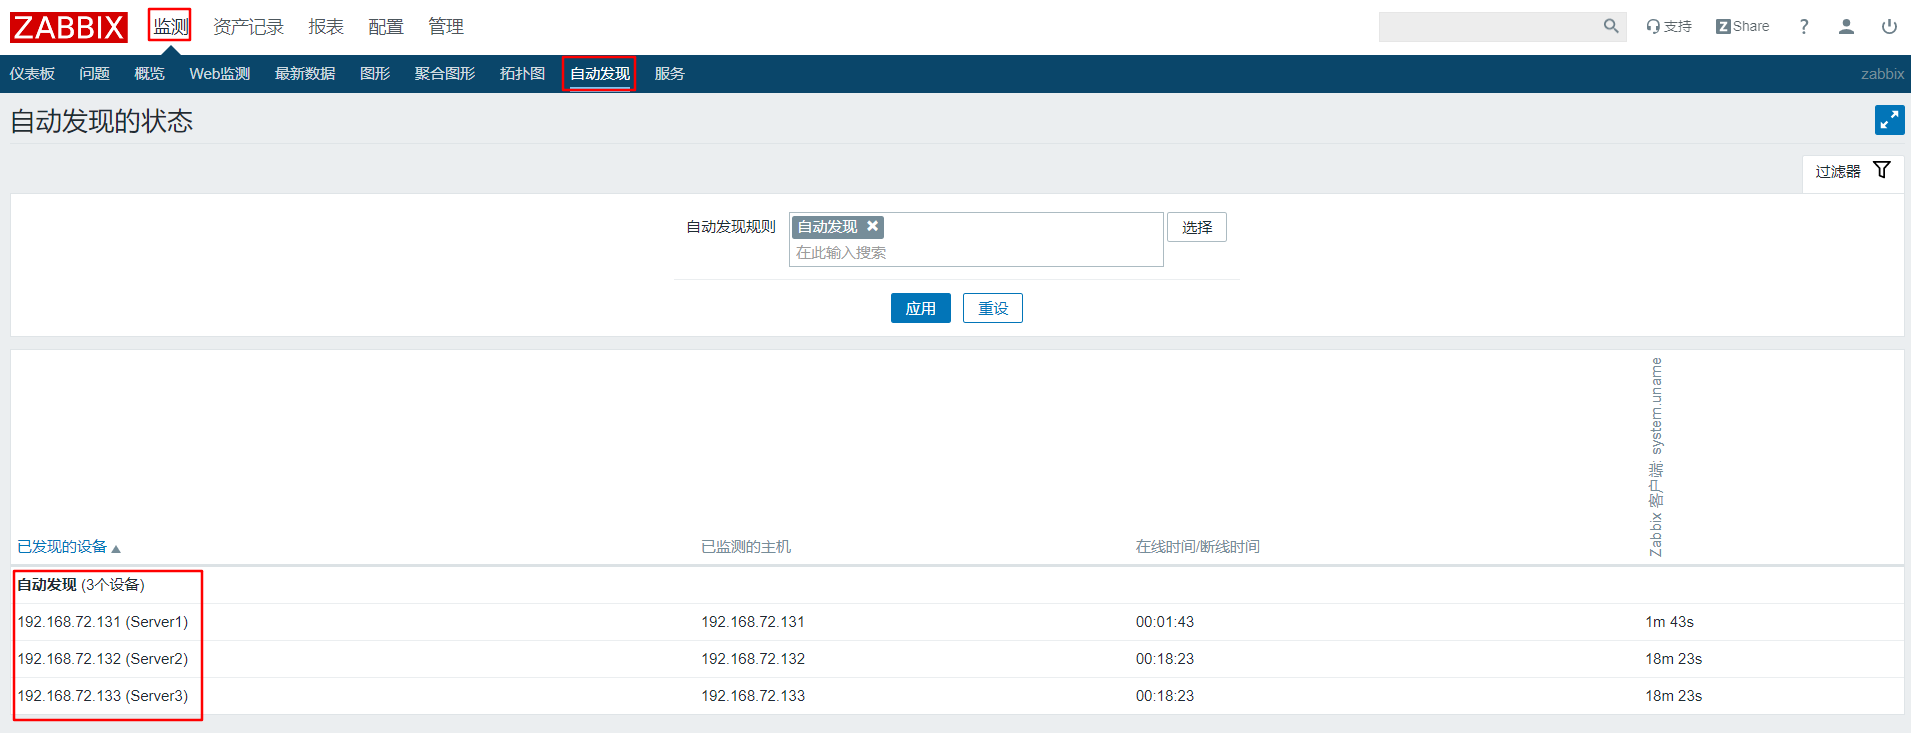 ZABBIX 监测 资产记录 报表 配置 管理 支持 Z Share ?
仪表板 问题 概览 Web监测 最新数据 图形 聚合图形 拓扑图 自动发现 服务 zabbix
自动发现的状态
过滤器
自动发现规则 自动发现 ✖ 选择
在此输入搜索
应用 重设
已发现的设备 ▲ 已监测的主机 在线时间/断线时间 Zabbix 客户端: system.uname
自动发现 (3个设备)
192.168.72.131 (Server1) 192.168.72.131 00:01:43 1m 43s
192.168.72.132 (Server2) 192.168.72.132 00:18:23 18m 23s
192.168.72.133 (Server3) 192.168.72.133 00:18:23 18m 23s